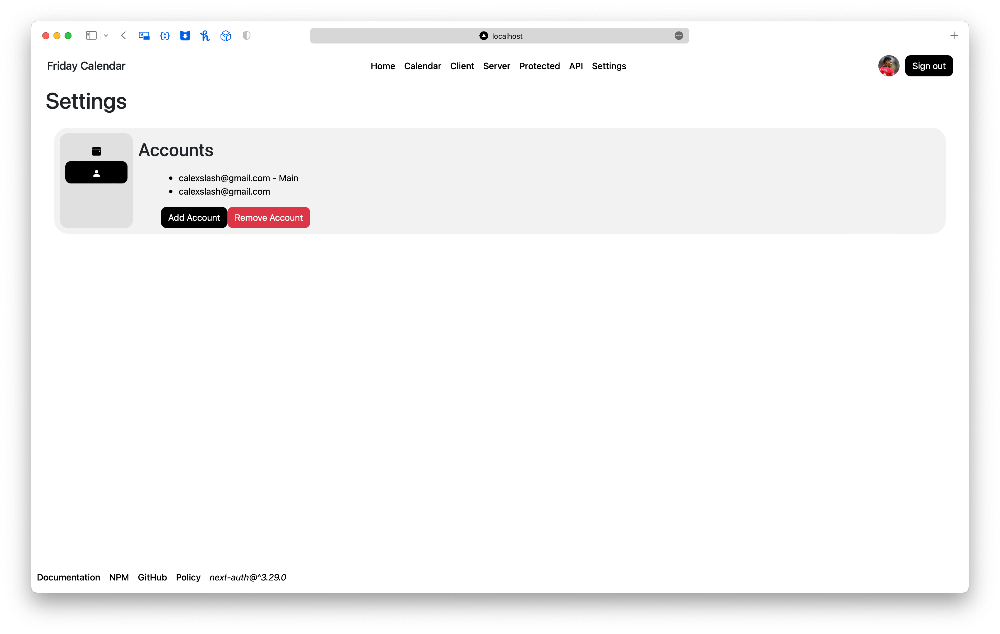 localhost
Friday Calendar
Home Calendar Client Server Protected API Settings
Sign out
Settings
Accounts
calexslash@gmail.com - Main
calexslash@gmail.com
Add Account Remove Account
Documentation NPM GitHub Policy next-auth@^3.29.0